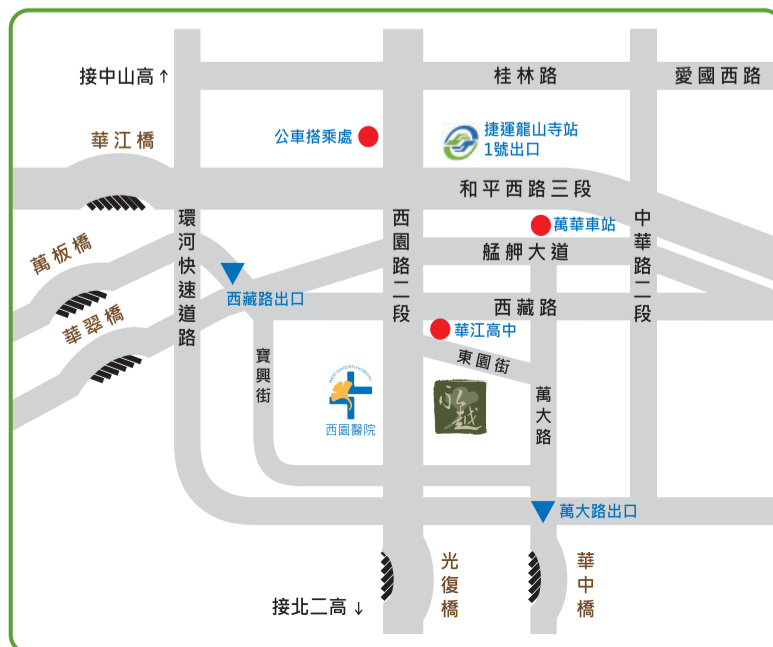 接中山高↑
桂林路
愛國西路
公車搭乘處
捷運龍山寺站
1號出口
華江橋
和平西路三段
環河快速道路
西園路二段
萬華車站
中華路二段
萬板橋
艋舺大道
西藏路出口
西藏路
華翠橋
華江高中
東園街
寶興街
WEST GARDEN HOSPITAL
西園醫院
永越
萬大路
萬大路出口
光復橋
華中橋
接北二高↓